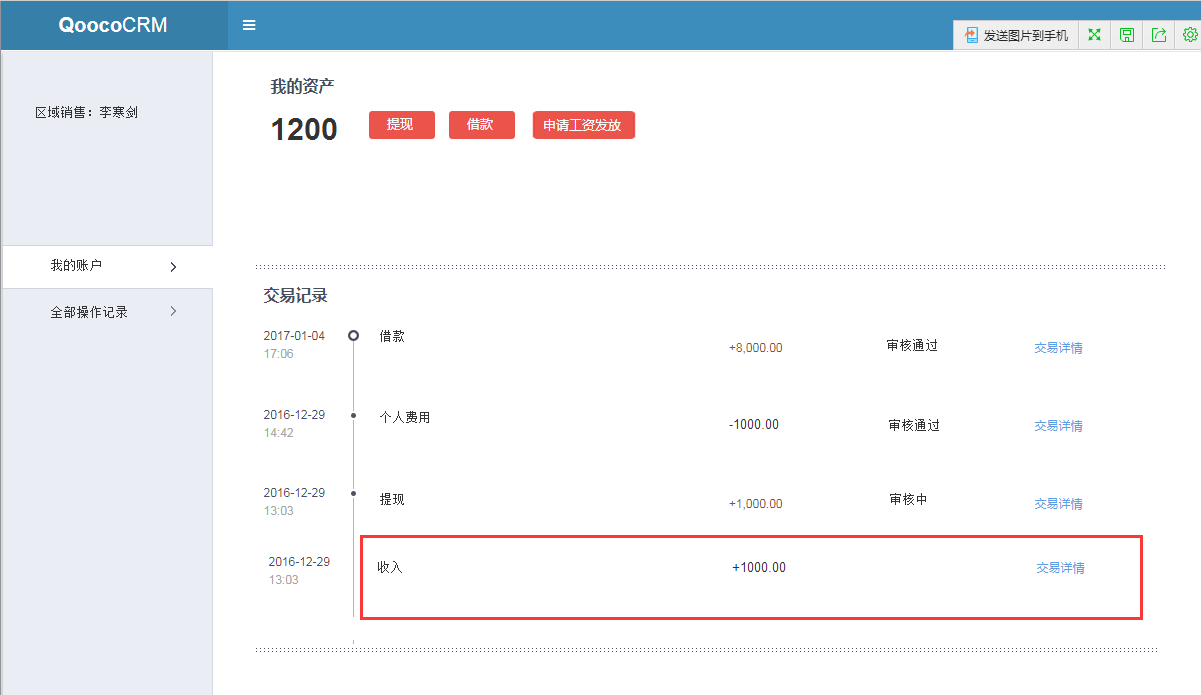 QoocoCRM
发送图片到手机
区域销售：李寒剑
我的账户
全部操作记录
我的资产
1200
提现
借款
申请工资发放
交易记录
2017-01-04
17:06
借款
+8,000.00
审核通过
交易详情
2016-12-29
14:42
个人费用
-1000.00
审核通过
交易详情
2016-12-29
13:03
提现
+1,000.00
审核中
交易详情
2016-12-29
13:03
收入
+1000.00
交易详情